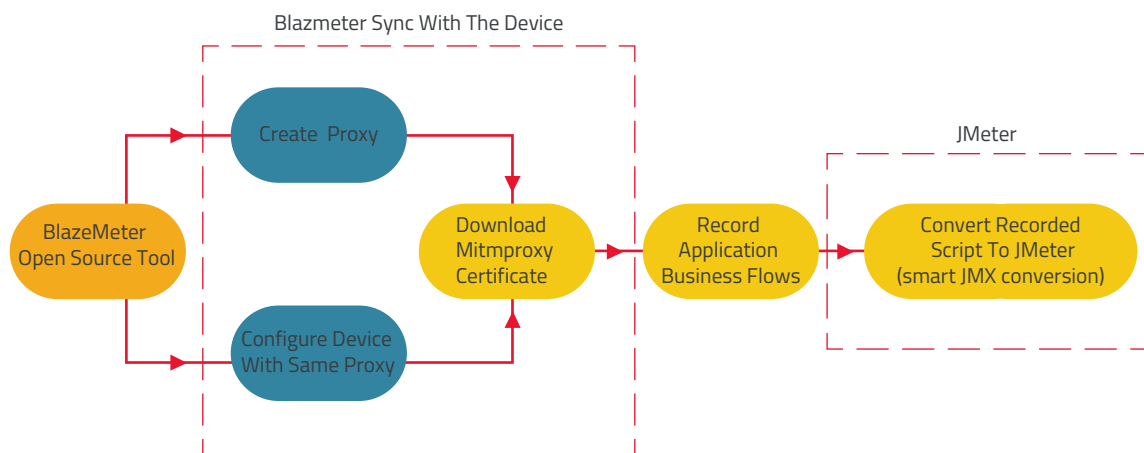 Blazmeter Sync With The Device
Create Proxy
JMeter
BlazeMeter
Open Source Tool
Download
Mitmproxy
Certificate
Record
Application
Business Flows
Convert Recorded
Script To JMeter
(smart JMX conversion)
Configure Device
With Same Proxy